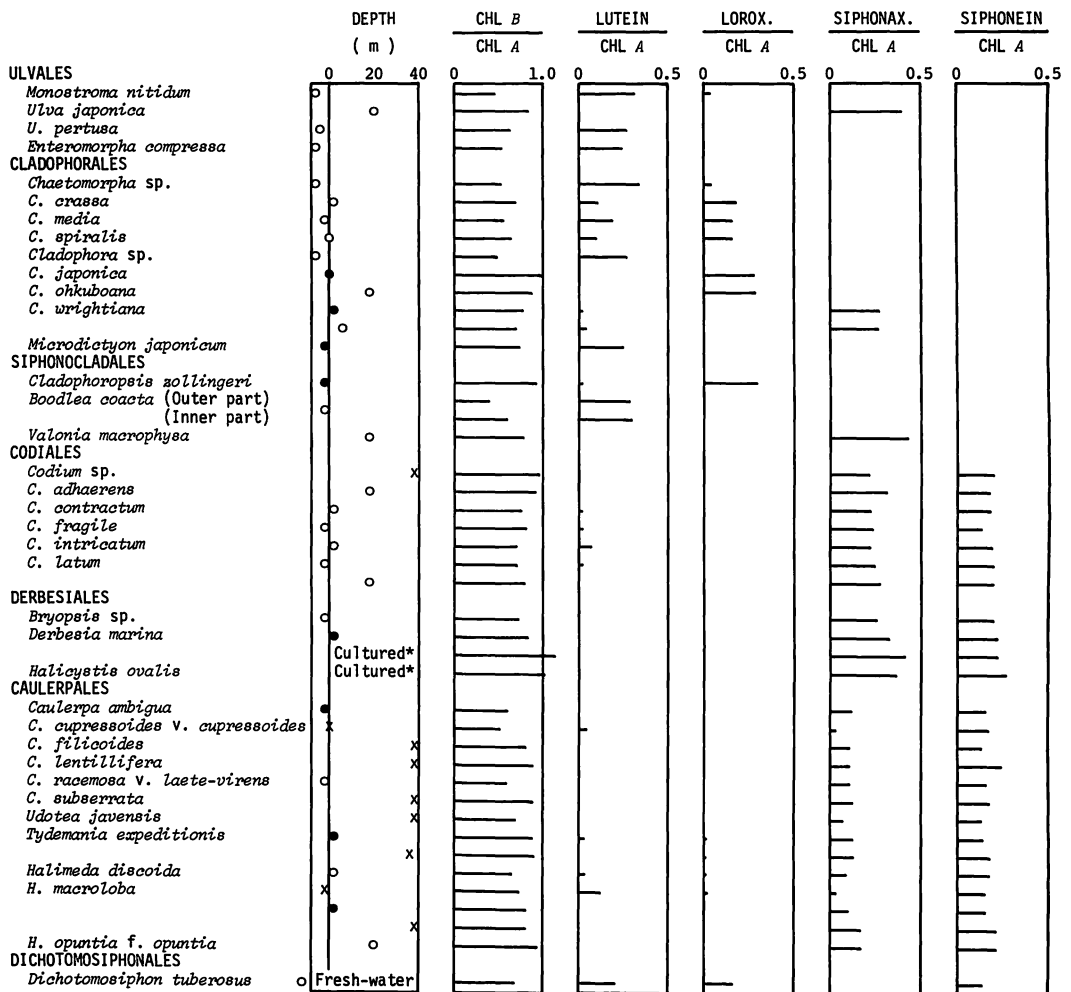 DEPTH CHL B LUTEIN LOROX. SIPHONAX. SIPHONEIN
( m ) CHL A CHL A CHL A CHL A CHL A
ULVALES 0 20 40 0 1.0 0 0.5 0 0.5 0 0.5 0 0.5
Monostroma nitidum
Ulva japonica
U. pertusa
Enteromorpha compressa
CLADOPHORALES
Chaetomorpha sp.
C. crassa
C. media
C. spiralis
Cladophora sp.
C. japonica
C. ohkuboana
C. wrightiana
Microdictyon japonicum
SIPHONOCLADALES
Cladophoropsis zollingeri
Boodlea coacta (Outer part)
(Inner part)
Valonia macrophysa
CODIALES
Codium sp.
C. adhaerens
C. contractum
C. fragile
C. intricatum
C. latum
DERBESIALES
Bryopsis sp.
Derbesia marina
Cultured*
Halicystis ovalis Cultured*
CAULERPALES
Caulerpa ambigua
C. cupressoides v. cupressoides
C. filicoides
C. lentillifera
C. racemosa v. laete-virens
C. subserrata
Udotea javensis
Tydemania expeditionis
Halimeda discoida
H. macroloba
H. opuntia f. opuntia
DICHOTOMOSIPHONALES
Dichotomosiphon tuberosus Fresh-water